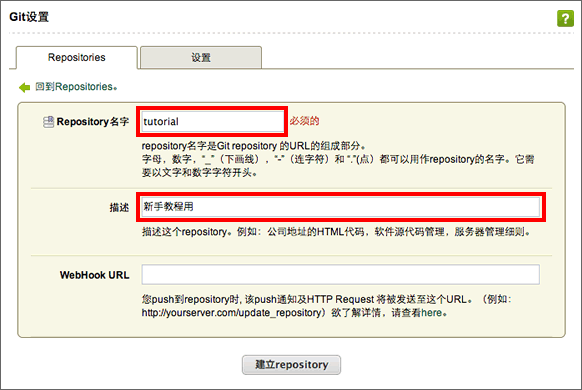 Git设置
?
Repositories
设置
回到Repositories。
Repository名字 tutorial 必须的
repository名字是Git repository 的URL的组成部分。
字母，数字，“_”（下画线），“-”（连字符）和 “.”(点）都可以用作repository的名字。它需
要以文字和数字字符开头。
描述 新手教程用
描述这个repository。例如：公司地址的HTML代码，软件源代码管理，服务器管理细则。
WebHook URL
您push到repository时, 该push通知及HTTP Request 将被发送至这个URL。（例如：
http://yourserver.com/update_repository）欲了解详情，请查看here。
建立repository